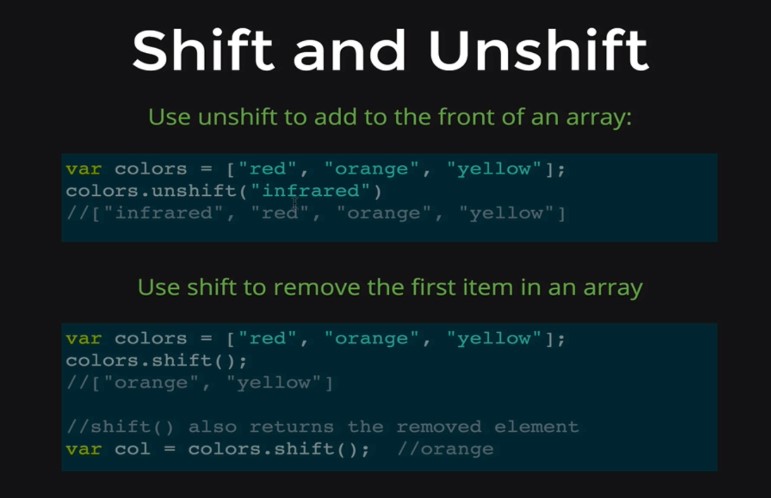 Shift and Unshift
Use unshift to add to the front of an array:
var colors = ["red", "orange", "yellow"];
colors.unshift("infrared")
//["infrared", "red", "orange", "yellow"]
Use shift to remove the first item in an array
var colors = ["red", "orange", "yellow"];
colors.shift();
//["orange", "yellow"]
//shift() also returns the removed element
var col = colors.shift();  //orange